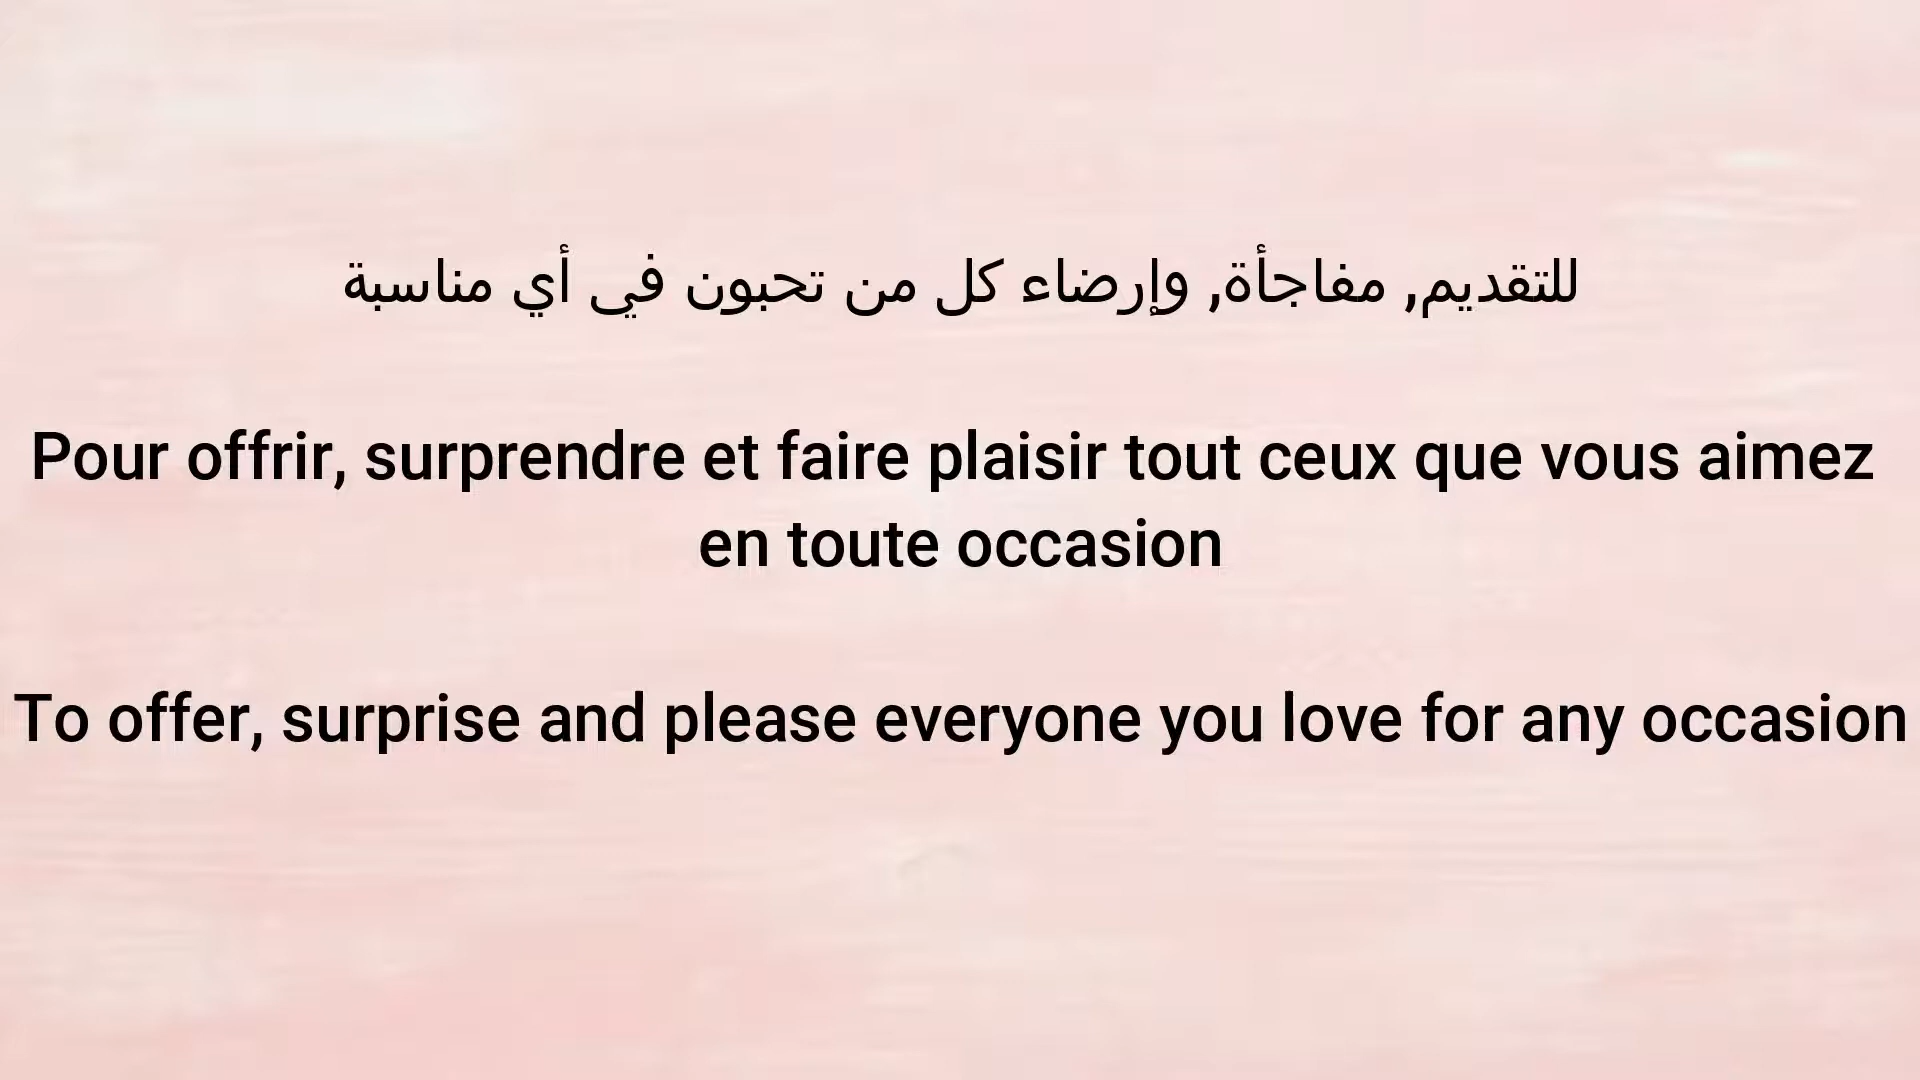 للتقديم, مفاجأة, وإرضاء كل من تحبون في أي مناسبة
Pour offrir, surprendre et faire plaisir tout ceux que vous aimez
en toute occasion
To offer, surprise and please everyone you love for any occasion